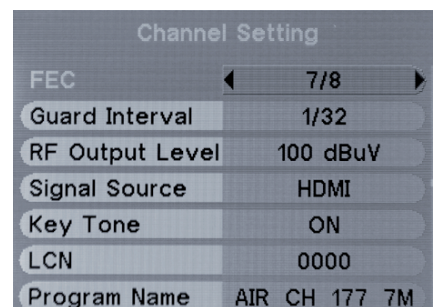 Channel Setting
FEC 7/8
Guard Interval 1/32
RF Output Level 100 dBuV
Signal Source HDMI
Key Tone ON
LCN 0000
Program Name AIR CH 177 7M